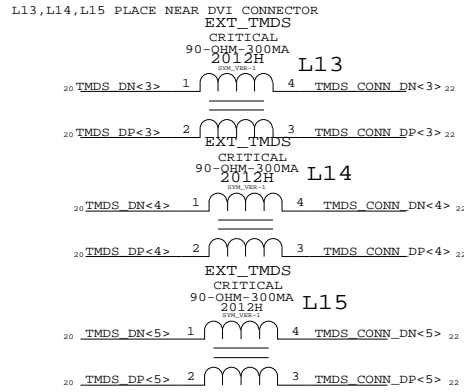 L13,L14,L15 PLACE NEAR DVI CONNECTOR
EXT_TMDS
CRITICAL
90-OHM-300MA
2012H
SYM_VER-1
L13
20 TMDS_DN<3> 1 4 TMDS_CONN_DN<3> 22
20 TMDS_DP<3> 2 3 TMDS_CONN_DP<3> 22
EXT_TMDS
CRITICAL
90-OHM-300MA
2012H
SYM_VER-1
L14
20 TMDS_DN<4> 1 4 TMDS_CONN_DN<4> 22
20 TMDS_DP<4> 2 3 TMDS_CONN_DP<4> 22
EXT_TMDS
CRITICAL
90-OHM-300MA
2012H
SYM_VER-1
L15
20 TMDS_DN<5> 1 4 TMDS_CONN_DN<5> 22
20 TMDS_DP<5> 2 3 TMDS_CONN_DP<5> 22